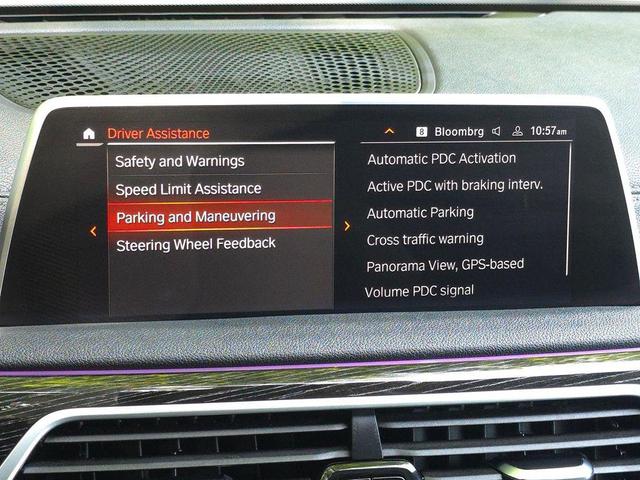 Driver Assistance
8 Bloombrg 10:57am
Safety and Warnings
Speed Limit Assistance
Parking and Maneuvering
Steering Wheel Feedback
Automatic PDC Activation
Active PDC with braking interv.
Automatic Parking
Cross traffic warning
Panorama View, GPS-based
Volume PDC signal